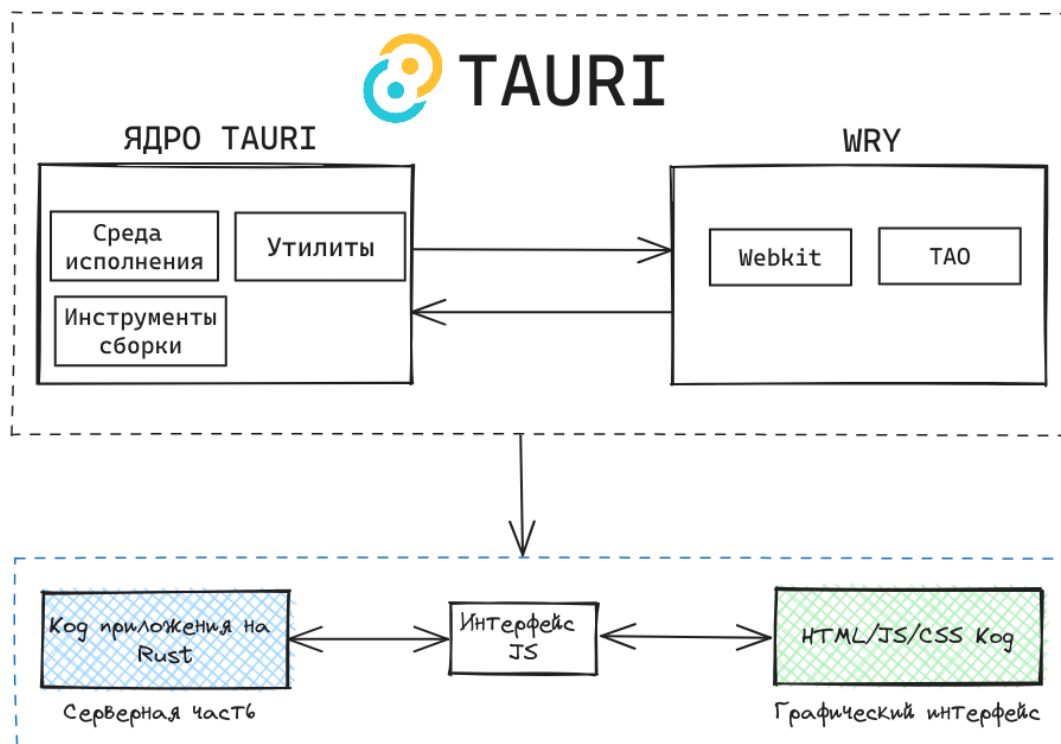 TAURI
ЯДРО TAURI
WRY
Среда
исполнения
Утилиты
Инструменты
сборки
Webkit
TAO
Код приложения на
Rust
Интерфейс
JS
HTML/JS/CSS Код
Серверная часть
Графический интерфейс